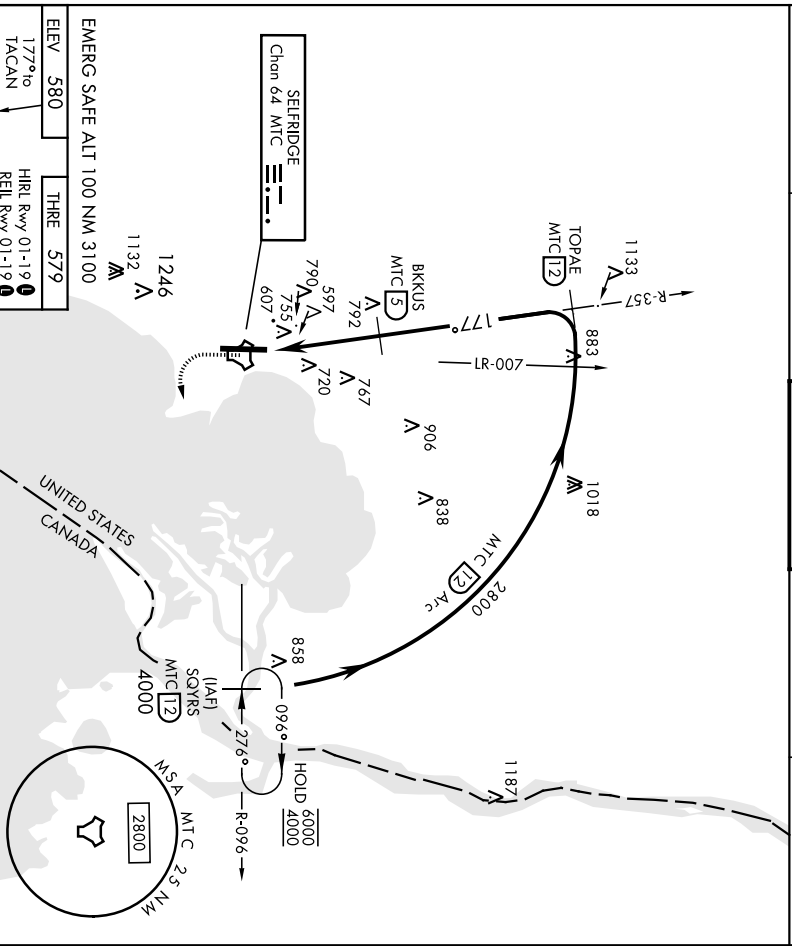 EMERG SAFE ALT 100 NM 3100
ELEV 580
THRE 579
177° to
TACAN
HIRL Rwy 01-19 L
REIL Rwy 01-19 L
SELFRIDGE
Chan 64 MTC
1246
1132
1133
R-357
TOPAE
MTC 12
883
LR-007
BKKUS
MTC 5
177°
792
597
790
755
607
720
767
906
838
1018
MTC 12 Arc
2800
858
(IAF)
SQYRS
MTC 12
4000
096°
276°
HOLD 6000
4000
R-096
1187
UNITED STATES
CANADA
MSA MTC 25 NM
2800